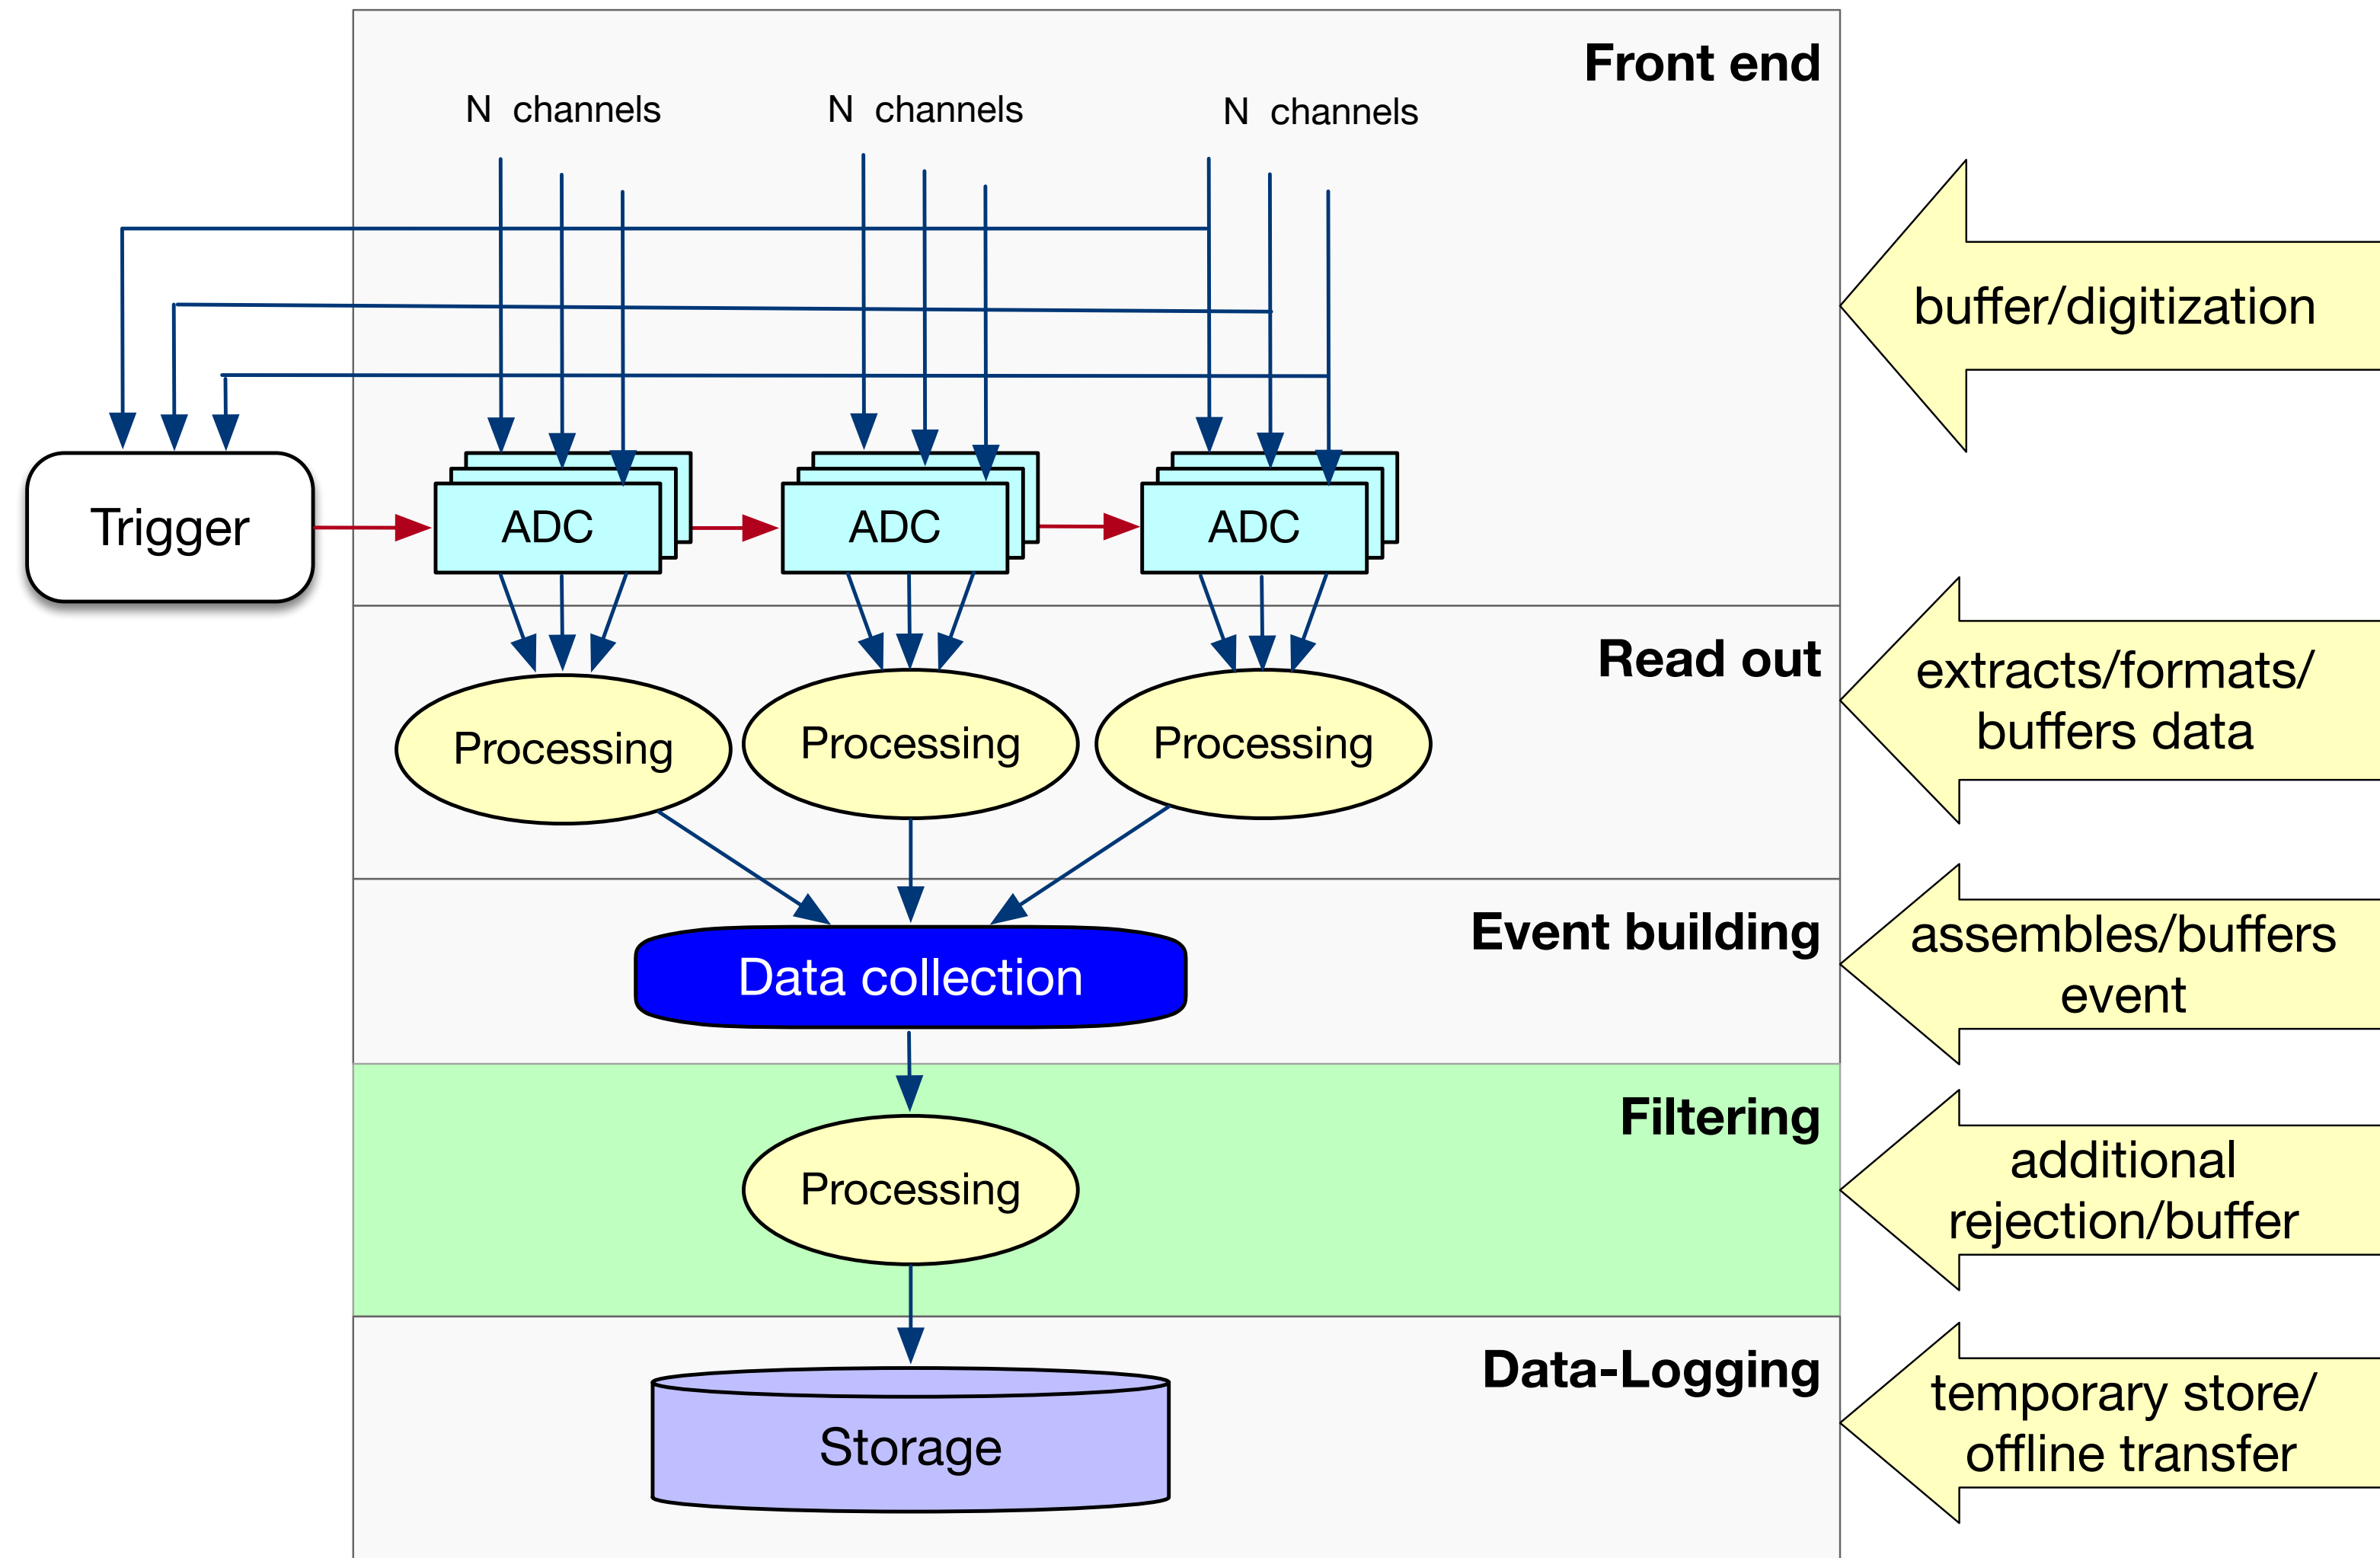 Front end
N channels
N channels
N channels
buffer/digitization
Trigger
ADC
ADC
ADC
Read out
extracts/formats/
buffers data
Processing
Processing
Processing
Event building
assembles/buffers
event
Data collection
Filtering
additional
rejection/buffer
Processing
Data-Logging
temporary store/
offline transfer
Storage